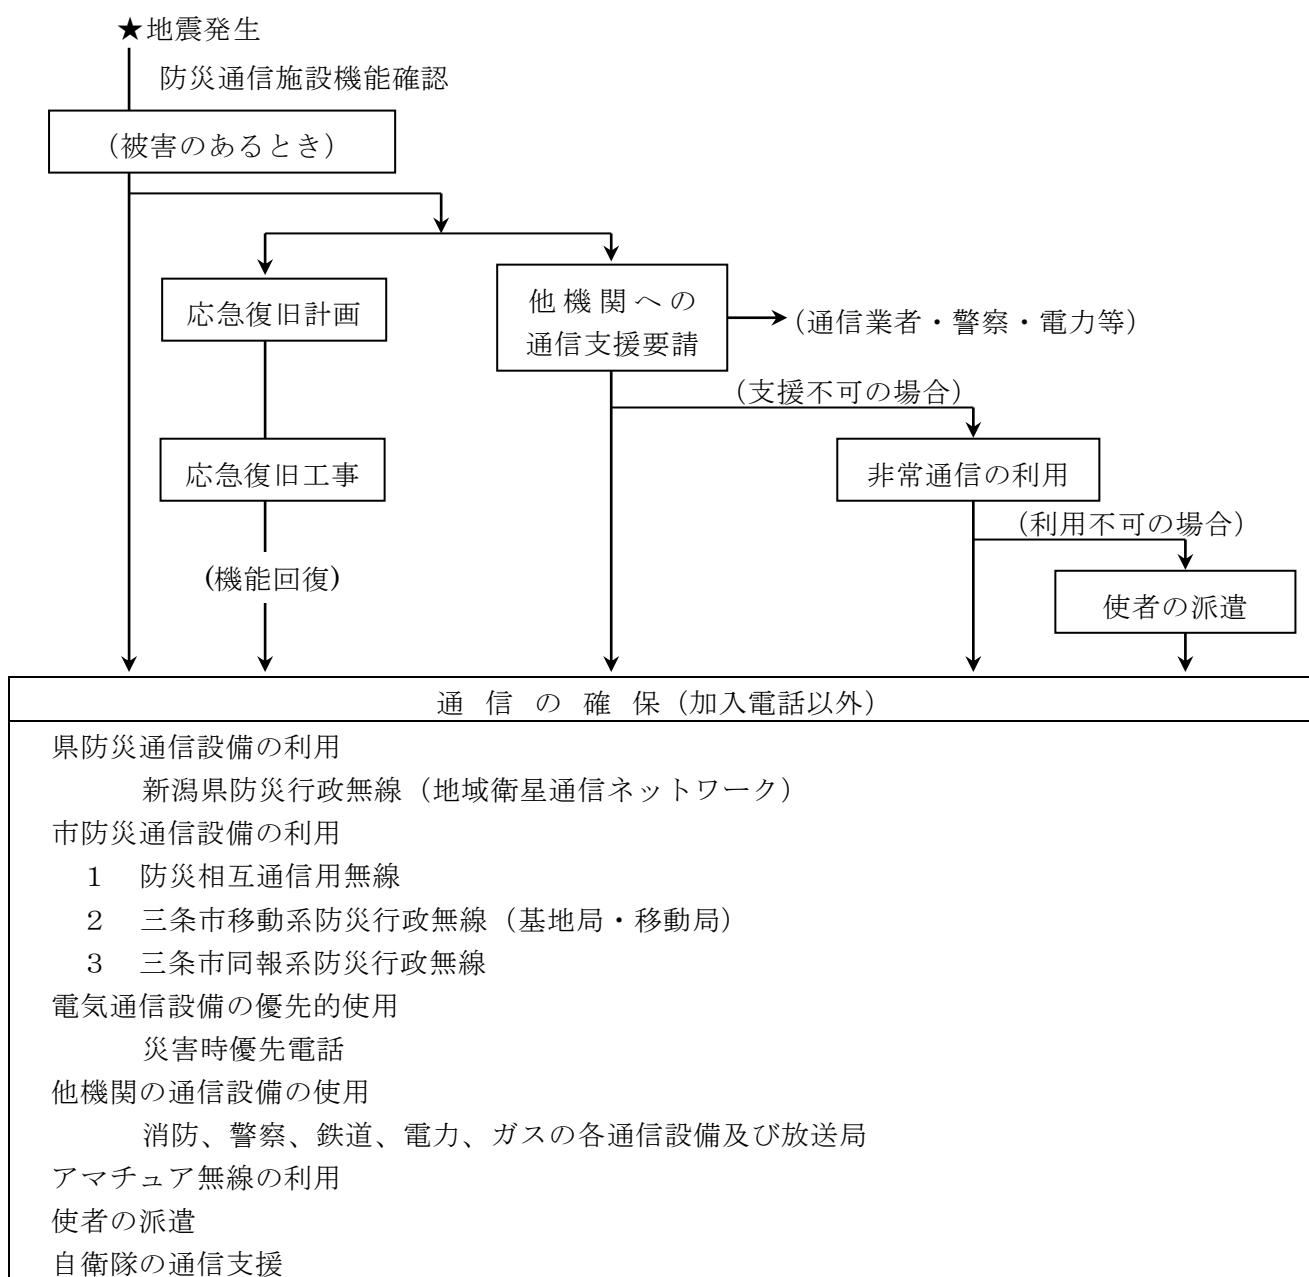 ★地震発生
防災通信施設機能確認
（被害のあるとき）
応急復旧計画
他機関への
通信支援要請
（通信業者・警察・電力等）
（支援不可の場合）
応急復旧工事
非常通信の利用
（利用不可の場合）
(機能回復)
使者の派遣
通 信 の 確 保（加入電話以外）
県防災通信設備の利用
新潟県防災行政無線（地域衛星通信ネットワーク）
市防災通信設備の利用
１ 防災相互通信用無線
２ 三条市移動系防災行政無線（基地局・移動局）
３ 三条市同報系防災行政無線
電気通信設備の優先的使用
災害時優先電話
他機関の通信設備の使用
消防、警察、鉄道、電力、ガスの各通信設備及び放送局
アマチュア無線の利用
使者の派遣
自衛隊の通信支援